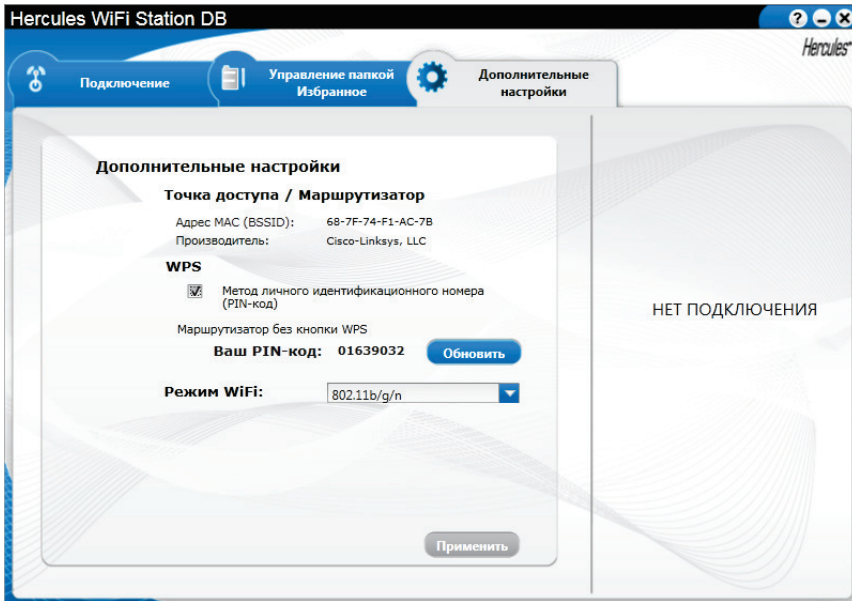 Hercules WiFi Station DB
Hercules
Подключение
Управление папкой
Избранное
Дополнительные
настройки
Дополнительные настройки
Точка доступа / Маршрутизатор
Адрес MAC (BSSID): 68-7F-74-F1-AC-7B
Производитель: Cisco-Linksys, LLC
WPS
Метод личного идентификационного номера
(PIN-код)
Маршрутизатор без кнопки WPS
Ваш PIN-код: 01639032 Обновить
Режим WiFi: 802.11b/g/n
Применить
НЕТ ПОДКЛЮЧЕНИЯ